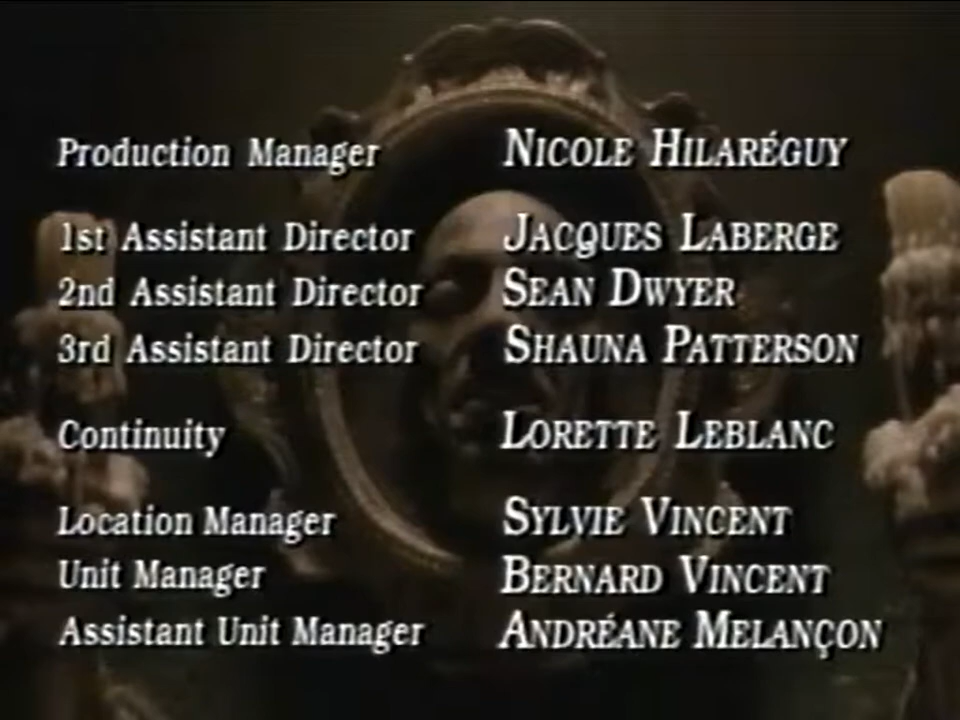 Production Manager NICOLE HILARÉGUY
1st Assistant Director JACQUES LABERGE
2nd Assistant Director SEAN DWYER
3rd Assistant Director SHAUNA PATTERSON
Continuity LORETTE LEBLANC
Location Manager SYLVIE VINCENT
Unit Manager BERNARD VINCENT
Assistant Unit Manager ANDRÉANE MELANÇON